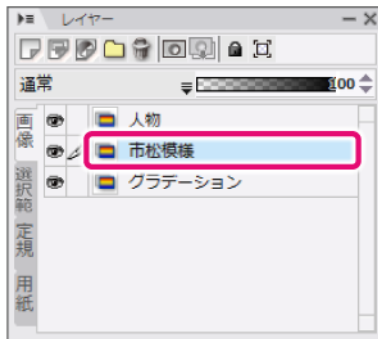 レイヤー
通常 100
画像
人物
市松模様
グラデーション
選択範
定規
用紙